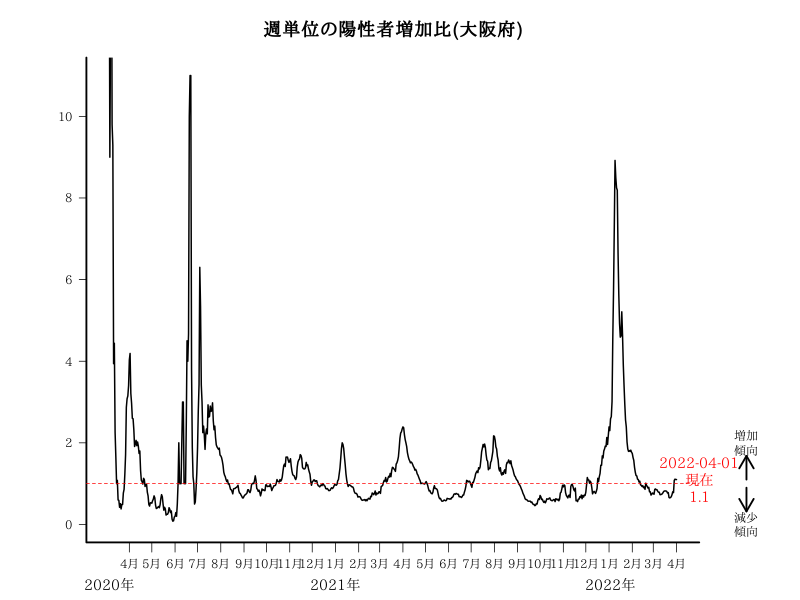 週単位の陽性者増加比(大阪府)
10
8
6
4
2
0
増加
傾向
2022-04-01
現在
1.1
減少
傾向
4月 5月 6月 7月 8月 9月 10月 11月 12月 1月 2月 3月 4月 5月 6月 7月 8月 9月 10月 11月 12月 1月 2月 3月 4月
2020年 2021年 2022年